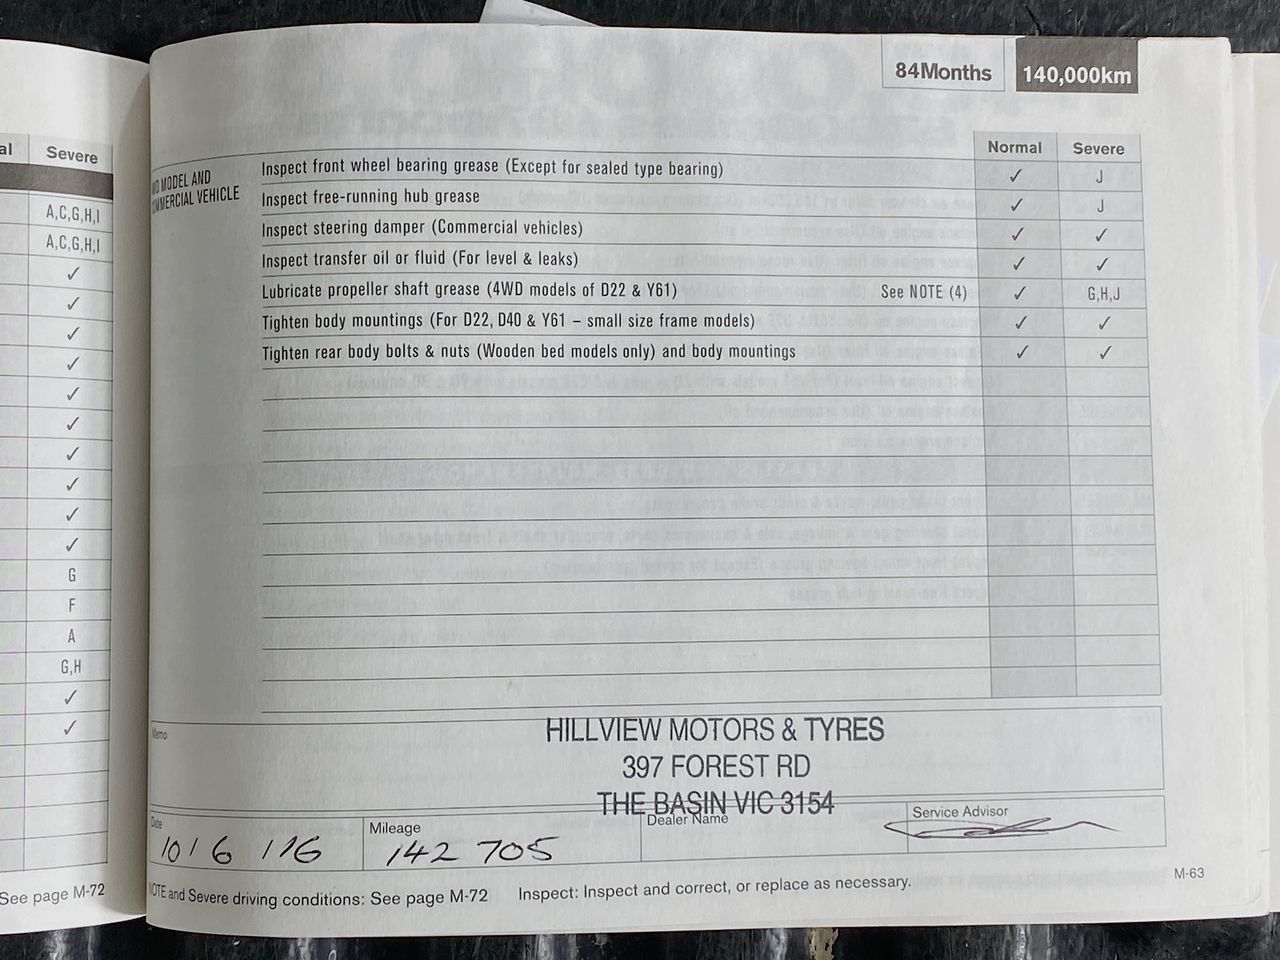 84Months 140,000km
al Severe
A,C,G,H,I
A,C,G,H,I
✓
✓
✓
✓
✓
✓
✓
✓
✓
✓
G
F
A
G,H
✓
✓
See page M-72
Normal Severe
WD MODEL AND
COMMERCIAL VEHICLE
Inspect front wheel bearing grease (Except for sealed type bearing) ✓ J
Inspect free-running hub grease ✓ J
Inspect steering damper (Commercial vehicles) ✓ ✓
Inspect transfer oil or fluid (For level & leaks) ✓ ✓
Lubricate propeller shaft grease (4WD models of D22 & Y61) See NOTE (4) ✓ G,H,J
Tighten body mountings (For D22, D40 & Y61 – small size frame models) ✓ ✓
Tighten rear body bolts & nuts (Wooden bed models only) and body mountings ✓ ✓
Memo
HILLVIEW MOTORS & TYRES
397 FOREST RD
THE BASIN VIC 3154
Date Mileage Dealer Name Service Advisor
10/6/16 142 705
NOTE and Severe driving conditions: See page M-72 Inspect: Inspect and correct, or replace as necessary.
M-63